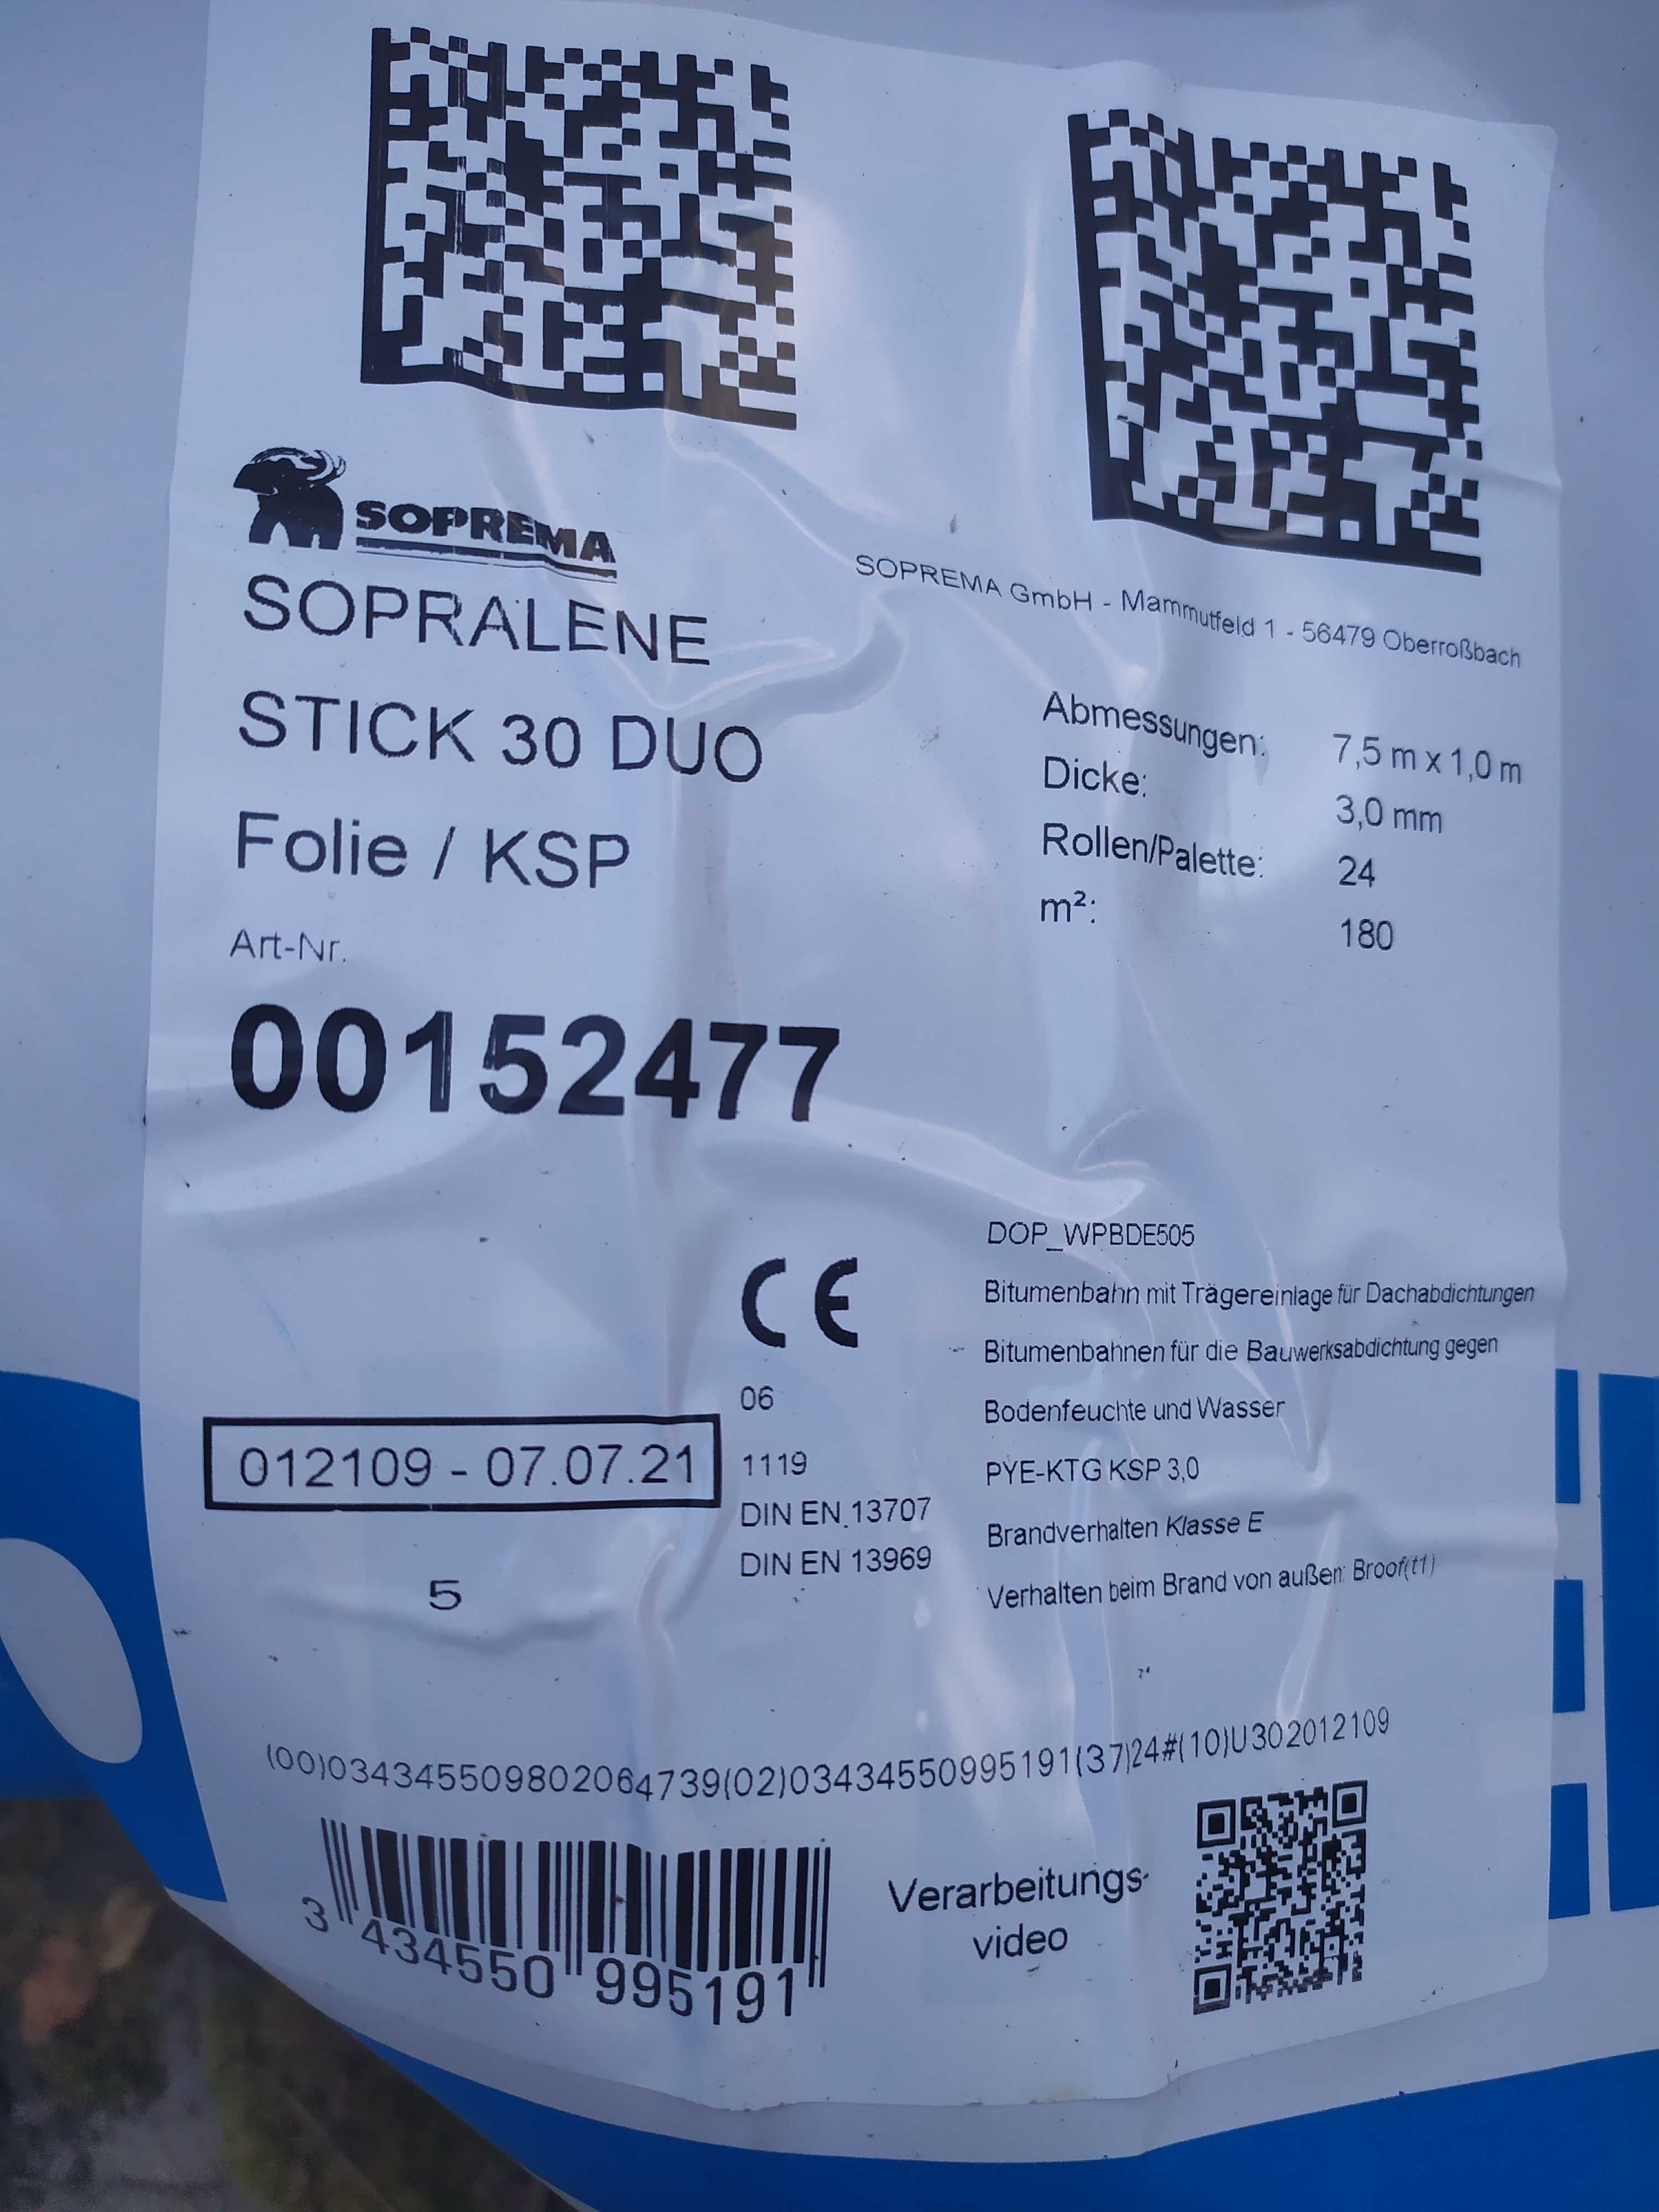 SOPREMA
SOPRALENE
STICK 30 DUO
Folie / KSP
Art-Nr.
00152477
SOPREMA GmbH - Mammutfeld 1 - 56479 Oberroßbach
Abmessungen: 7,5 m x 1,0 m
Dicke: 3,0 mm
Rollen/Palette: 24
m²: 180
CE
06
1119
DIN EN 13707
DIN EN 13969
012109 - 07.07.21
5
DOP_WPBDE505
Bitumenbahn mit Trägereinlage für Dachabdichtungen
Bitumenbahnen für die Bauwerksabdichtung gegen
Bodenfeuchte und Wasser
PYE-KTG KSP 3,0
Brandverhalten Klasse E
Verhalten beim Brand von außen: Broof(t1)
(00)034345509802064739(02)03434550995191(37)24#(10)U302012109
3 434550 995191
Verarbeitungs-
video